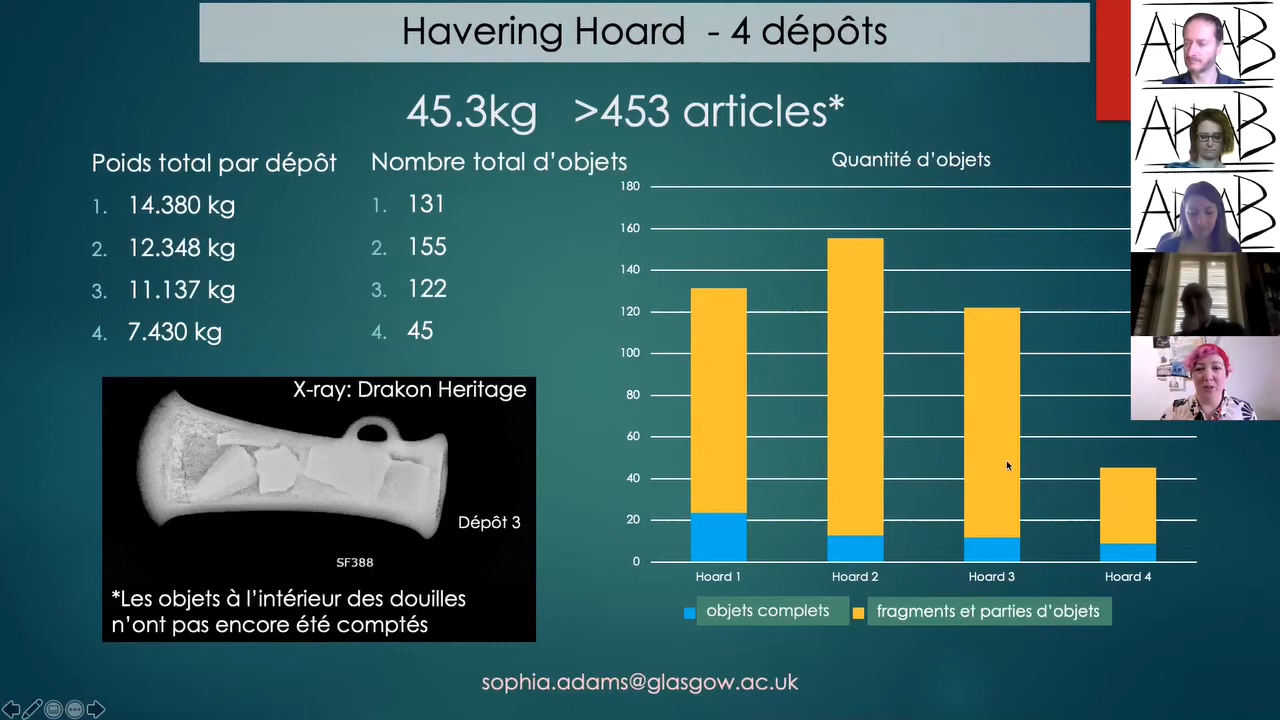 Havering Hoard - 4 dépôts
45.3kg >453 articles*
Poids total par dépôt
1. 14.380 kg
2. 12.348 kg
3. 11.137 kg
4. 7.430 kg
Nombre total d'objets
1. 131
2. 155
3. 122
4. 45
X-ray: Drakon Heritage
Dépôt 3
SF388
*Les objets à l'intérieur des douilles
n'ont pas encore été comptés
Quantité d'objets
180
160
140
120
100
80
60
40
20
0
Hoard 1 Hoard 2 Hoard 3 Hoard 4
objets complets fragments et parties d'objets
sophia.adams@glasgow.ac.uk